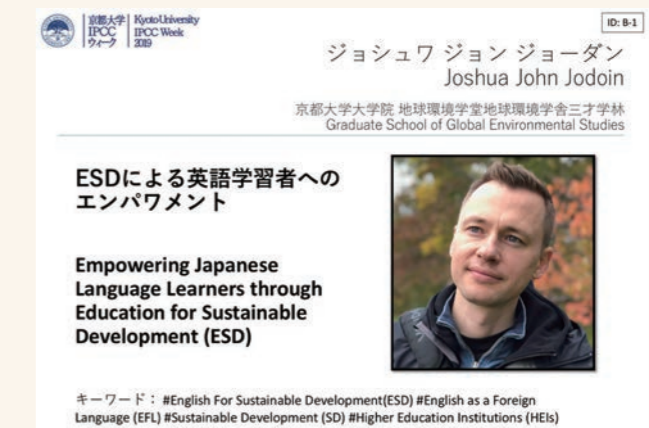 京都大学
IPCC
ウィーク
Kyoto University
IPCC Week
2019
ID: B-1
ジョシュワ ジョン ジョーダン
Joshua John Jodoin
京都大学大学院 地球環境学堂地球環境学舎三才学林
Graduate School of Global Environmental Studies
ESDによる英語学習者への
エンパワメント
Empowering Japanese
Language Learners through
Education for Sustainable
Development (ESD)
キーワード： #English For Sustainable Development(ESD) #English as a Foreign
Language (EFL) #Sustainable Development (SD) #Higher Education Institutions (HEIs)